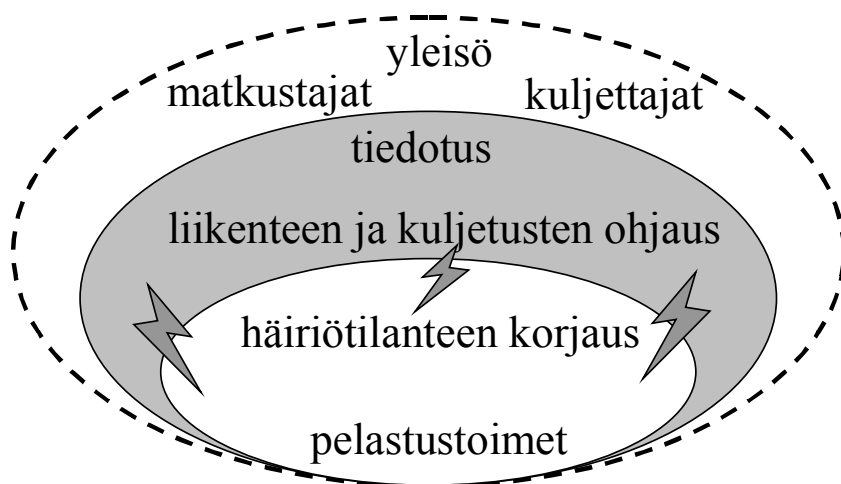 yleisö
matkustajat kuljettajat
tiedotus
liikenteen ja kuljetusten ohjaus
häiriötilanteen korjaus
pelastustoimet